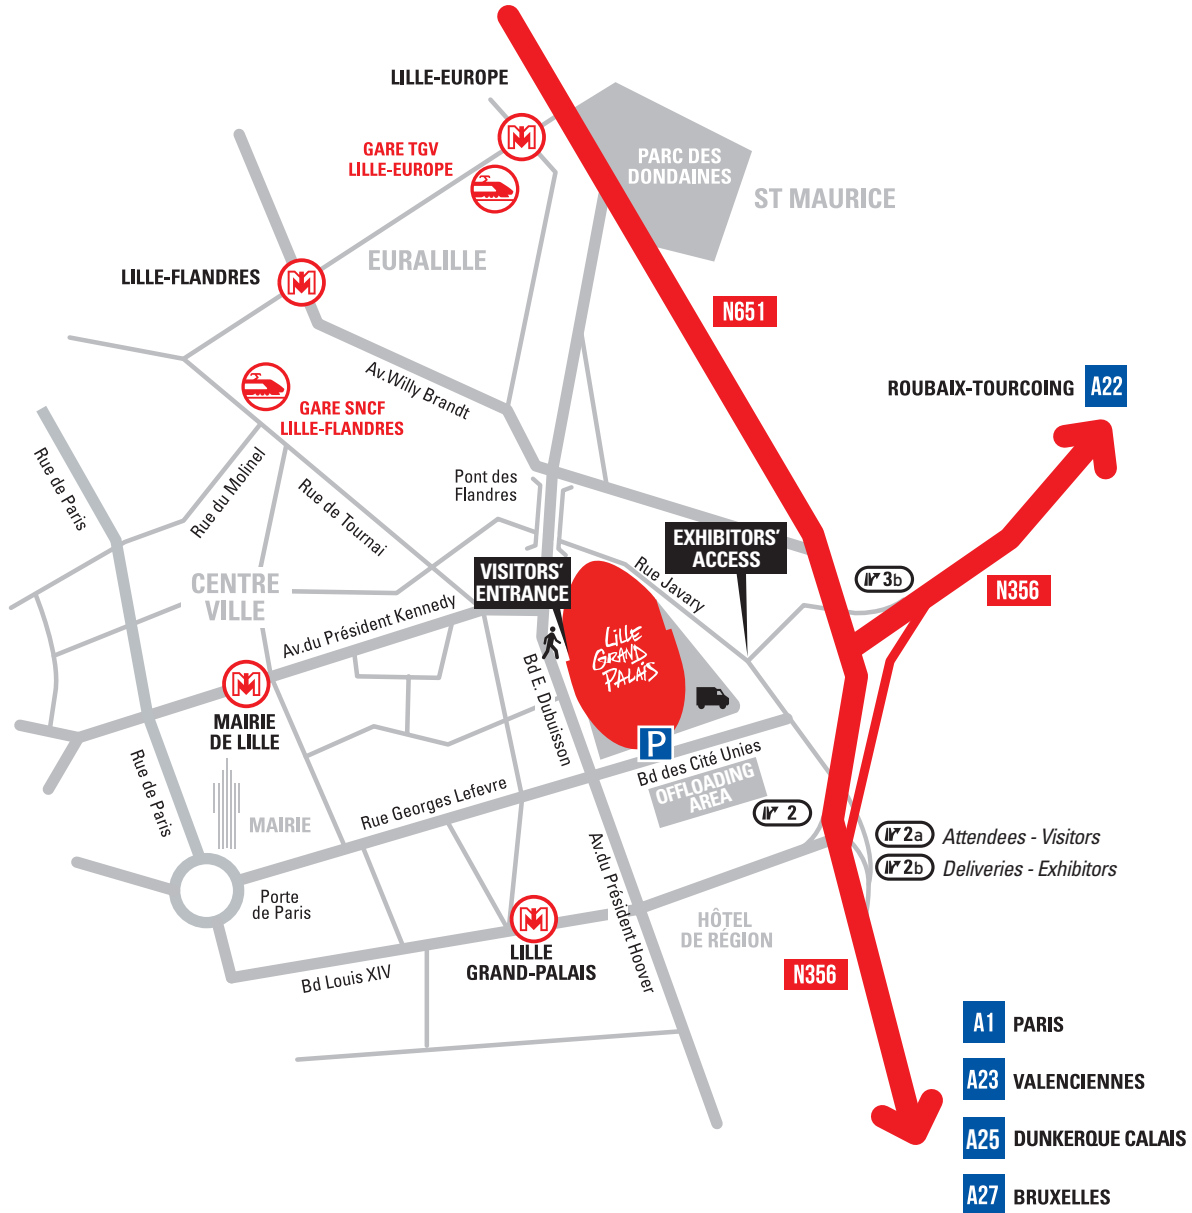 LILLE-EUROPE
GARE TGV
LILLE-EUROPE
PARC DES
DONDAINES
ST MAURICE
EURALILLE
LILLE-FLANDRES
N651
Av.Willy Brandt
ROUBAIX-TOURCOING
A22
GARE SNCF
LILLE-FLANDRES
Rue de Paris
Rue du Molinel
Rue de Tournai
Pont des
Flandres
EXHIBITORS'
ACCESS
VISITORS'
ENTRANCE
Rue Javary
3b
N356
CENTRE
VILLE
Av.du Président Kennedy
LILLE
GRAND
PALAIS
Bd E. Dubuisson
MAIRIE
DE LILLE
P
Bd des Cité Unies
OFFLOADING
AREA
Rue de Paris
Rue Georges Lefevre
MAIRIE
2
2a Attendees - Visitors
2b Deliveries - Exhibitors
Av.du Président Hoover
Porte
de Paris
HÔTEL
DE RÉGION
LILLE
GRAND-PALAIS
Bd Louis XIV
N356
A1 PARIS
A23 VALENCIENNES
A25 DUNKERQUE CALAIS
A27 BRUXELLES